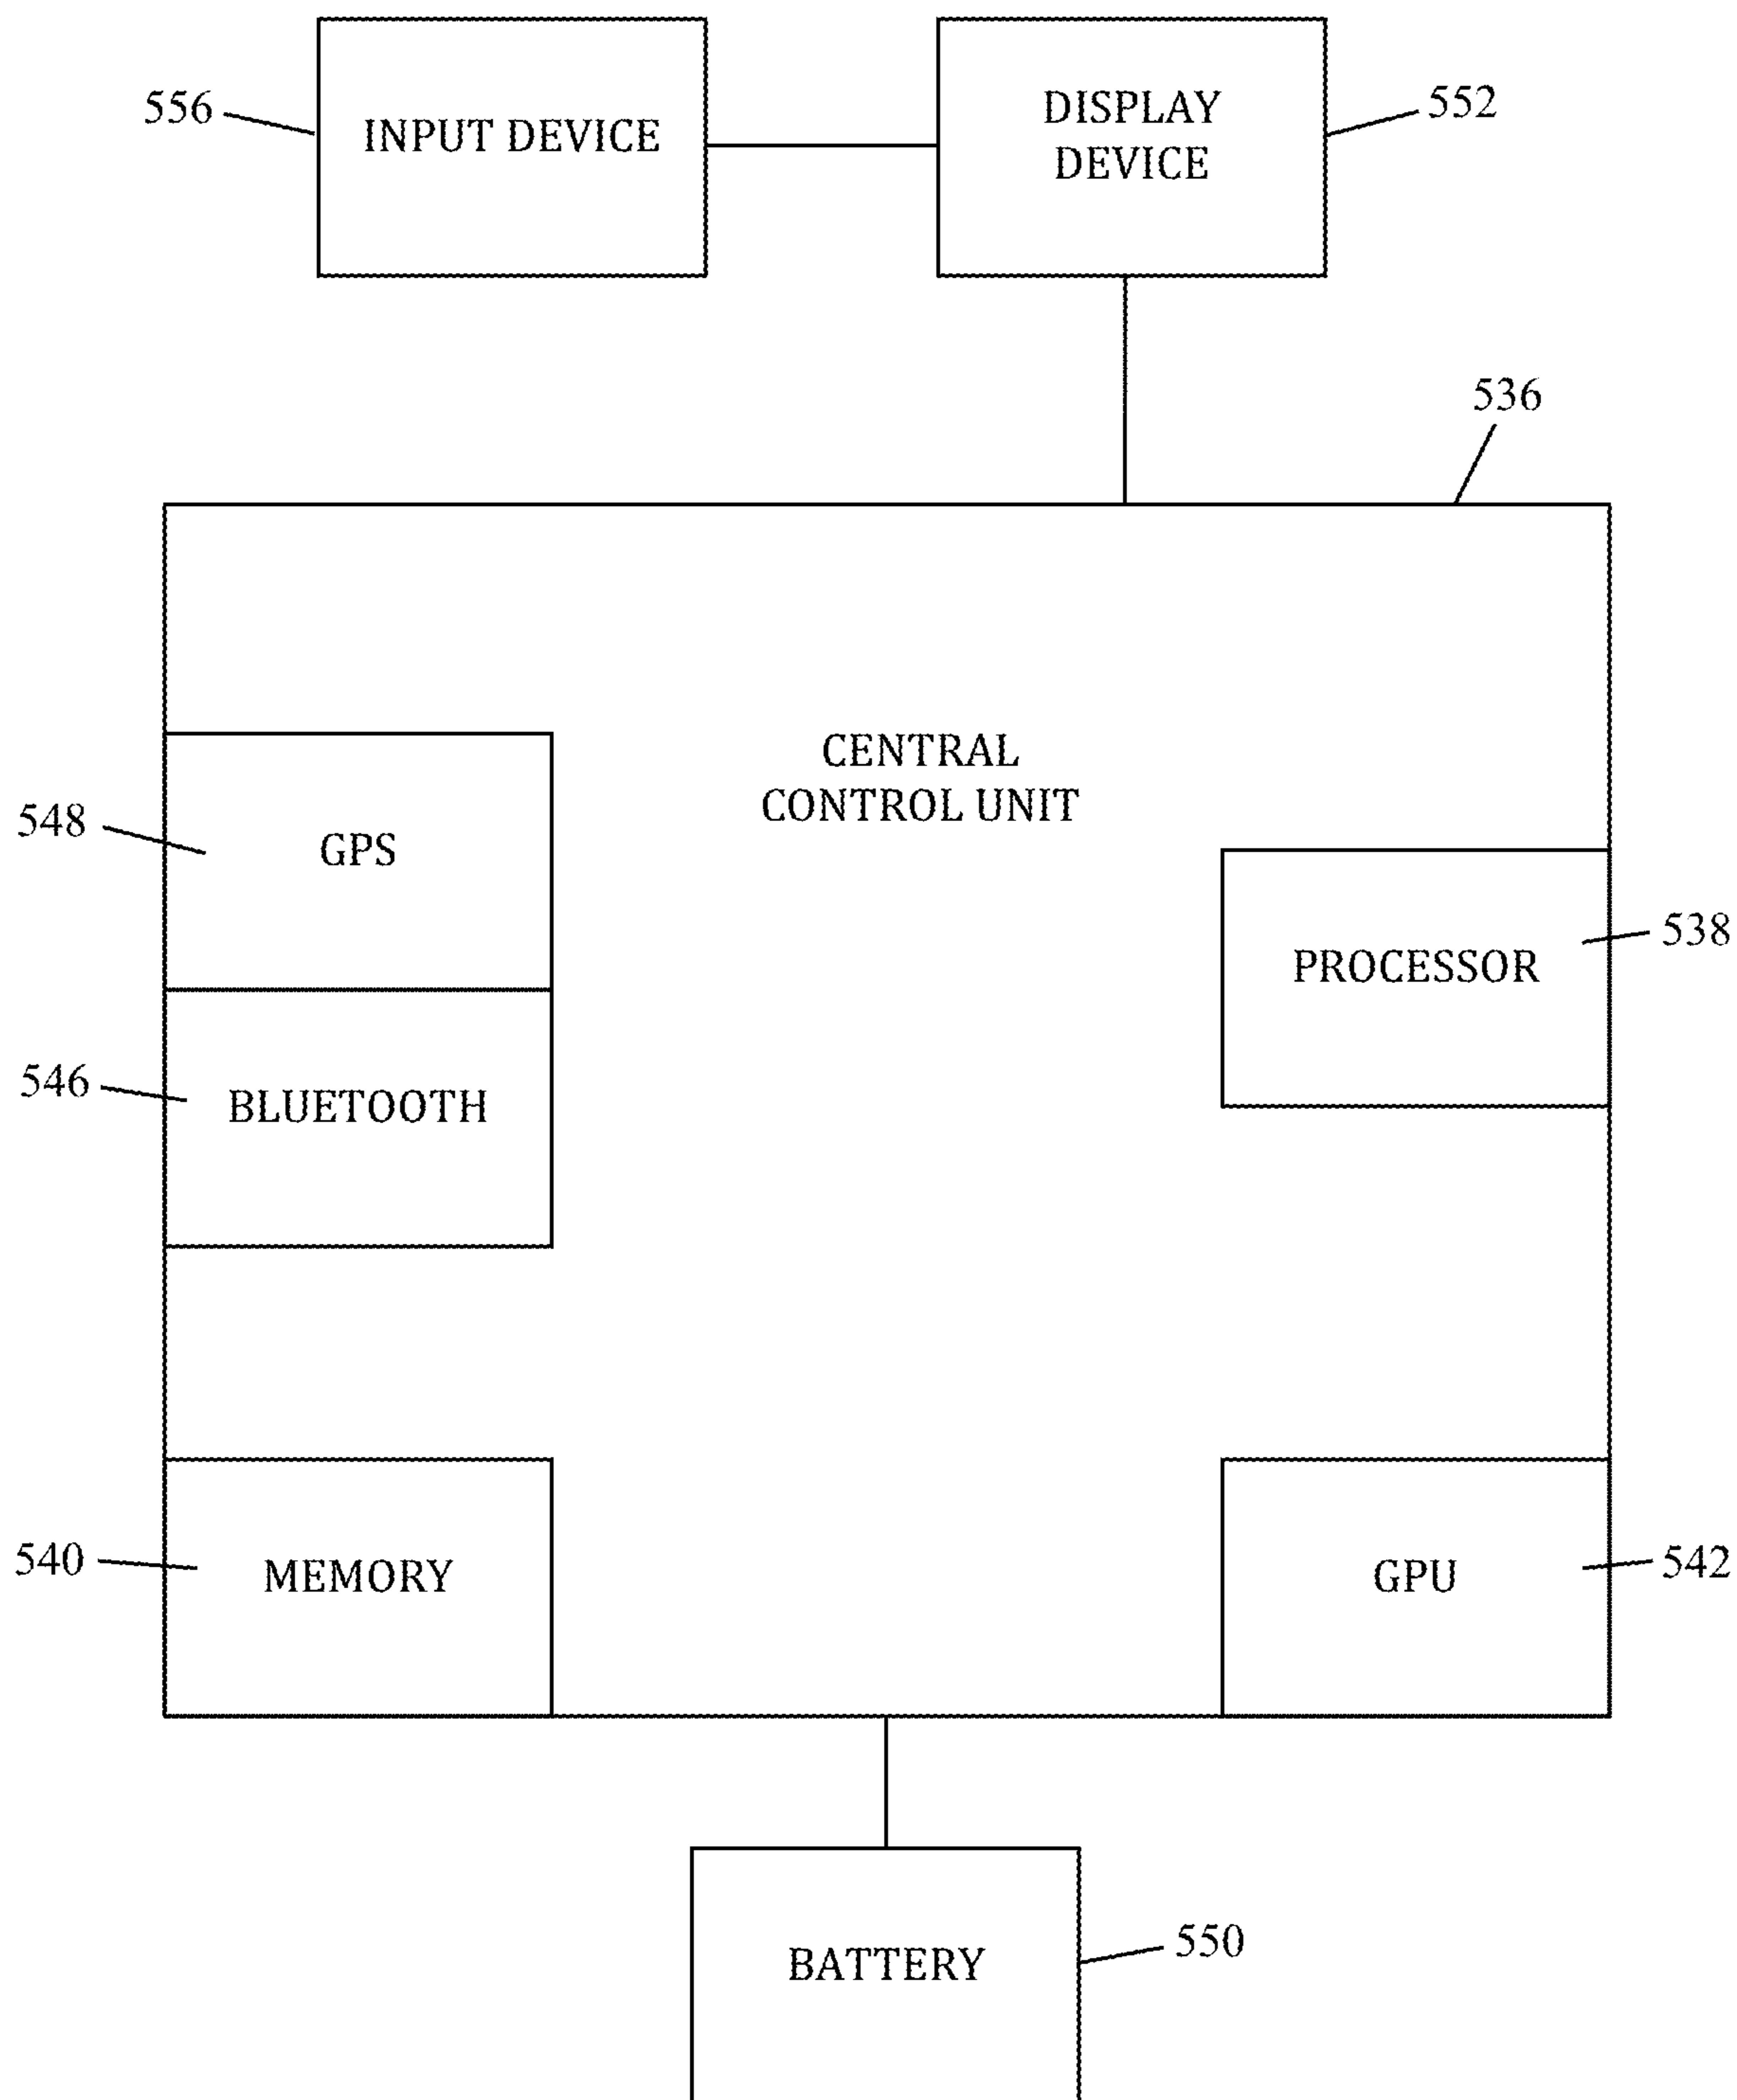 556
INPUT DEVICE
DISPLAY
DEVICE
552
536
CENTRAL
CONTROL UNIT
548
GPS
538
PROCESSOR
546
BLUETOOTH
540
MEMORY
GPU
542
BATTERY
550